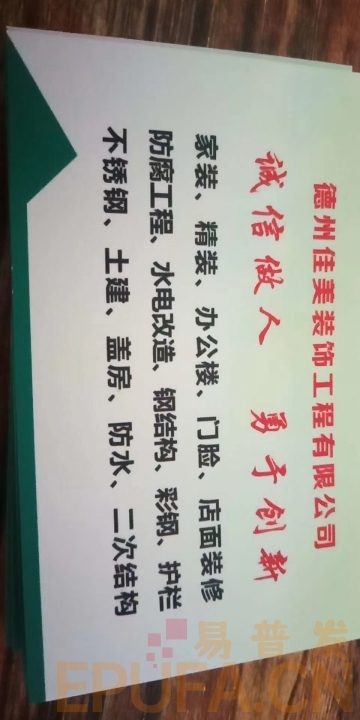 德州佳美装饰工程有限公司
诚信做人 勇于创新
家装、精装、办公楼、门脸、店面装修
防腐工程、水电改造、钢结构、彩钢、护栏
不锈钢、土建、盖房、防水、二次结构
易普发
EPUFA.CN